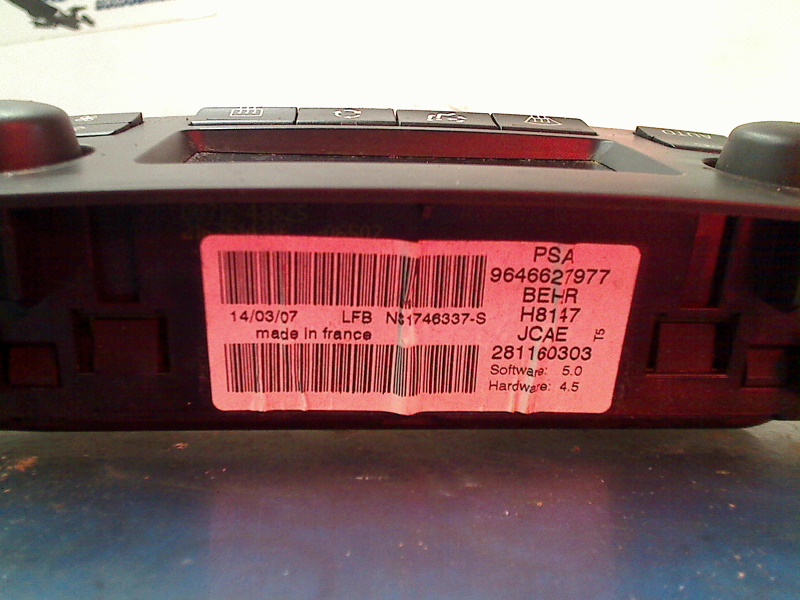 AUTO
PSA
9646627977
BEHR
H8147
JCAE
T5
281160303
Software: 5.0
Hardware: 4.5
14/03/07 LFB
made in france